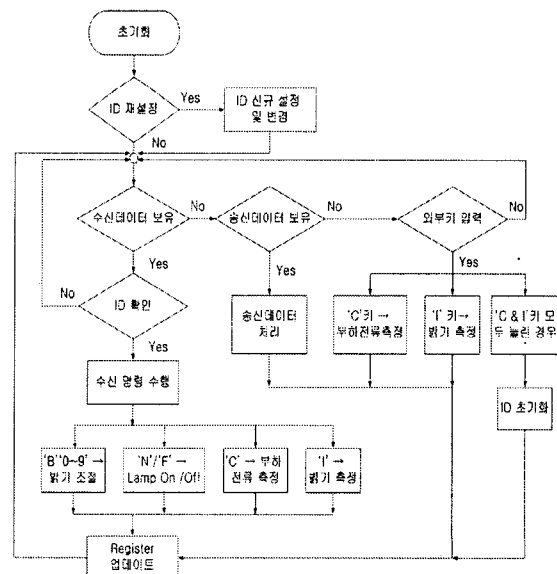 초기화
ID 재설장
Yes
ID 신규 설정
및 변경
No
수신데이터 보유
No
송신데이터 보유
No
외부키 입력
No
Yes
Yes
Yes
No
ID 확인
송신데이터
처리
'C'키 →
부하전류측정
'I' 키→
밝기 측정
'C & I'키 모
두 눌린 경우
Yes
수신 명령 수행
ID 초기화
'B' '0~9' →
밝기 조절
'N'/'F' →
Lamp On /Off
'C' → 부하
전류 측정
'I' →
밝기 측정
Register
업데이트